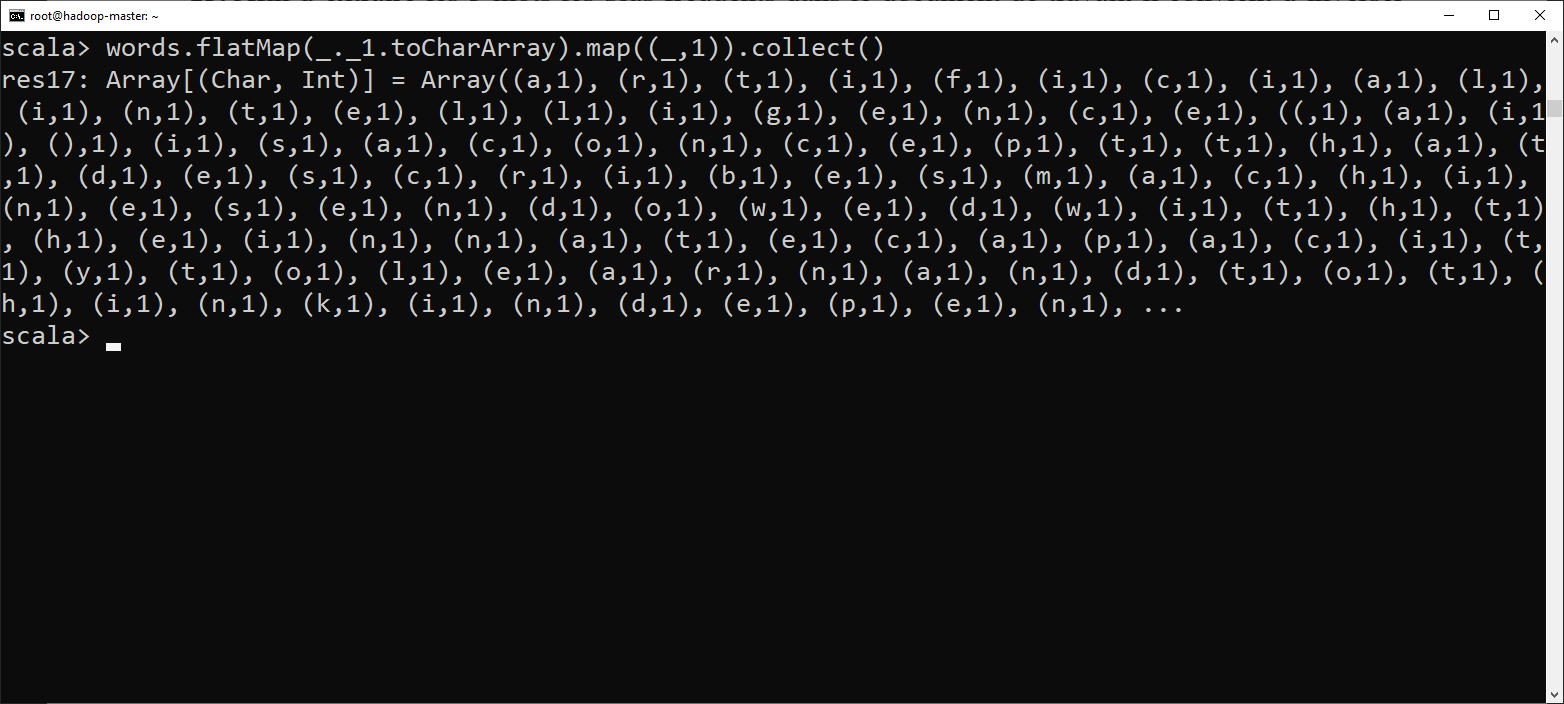 root@hadoop-master: ~
scala> words.flatMap(_._1.toCharArray).map((_,1)).collect()
res17: Array[(Char, Int)] = Array((a,1), (r,1), (t,1), (i,1), (f,1), (i,1), (c,1), (i,1), (a,1), (l,1),
 (i,1), (n,1), (t,1), (e,1), (l,1), (l,1), (i,1), (g,1), (e,1), (n,1), (c,1), (e,1), ((,1), (a,1), (i,1
), (),1), (i,1), (s,1), (a,1), (c,1), (o,1), (n,1), (c,1), (e,1), (p,1), (t,1), (t,1), (h,1), (a,1), (t
,1), (d,1), (e,1), (s,1), (c,1), (r,1), (i,1), (b,1), (e,1), (s,1), (m,1), (a,1), (c,1), (h,1), (i,1),
(n,1), (e,1), (s,1), (e,1), (n,1), (d,1), (o,1), (w,1), (e,1), (d,1), (w,1), (i,1), (t,1), (h,1), (t,1)
, (h,1), (e,1), (i,1), (n,1), (n,1), (a,1), (t,1), (e,1), (c,1), (a,1), (p,1), (a,1), (c,1), (i,1), (t,
1), (y,1), (t,1), (o,1), (l,1), (e,1), (a,1), (r,1), (n,1), (a,1), (n,1), (d,1), (t,1), (o,1), (t,1), (
h,1), (i,1), (n,1), (k,1), (i,1), (n,1), (d,1), (e,1), (p,1), (e,1), (n,1), ...
scala>